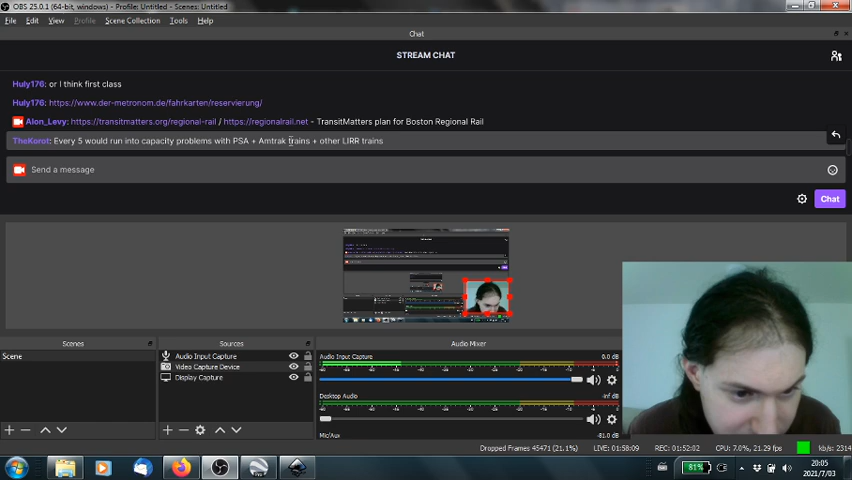 OBS 25.0.1 (64-bit, windows) - Profile: Untitled - Scenes: Untitled
File Edit View Profile Scene Collection Tools Help
Chat
STREAM CHAT
Huly176: or I think first class
Huly176: https://www.der-metronom.de/fahrkarten/reservierung/
Alon_Levy: https://transitmatters.org/regional-rail / https://regionalrail.net - TransitMatters plan for Boston Regional Rail
TheKorot: Every 5 would run into capacity problems with PSA + Amtrak trains + other LIRR trains
Send a message
Chat
Scenes
Sources
Audio Mixer
Scene
Audio Input Capture
Video Capture Device
Display Capture
Audio Input Capture 0.0 dB
Desktop Audio -inf dB
Mic/Aux -81.0 dB
Dropped Frames 45471 (21.1%) LIVE: 01:58:09 REC: 01:52:02 CPU: 7.0%, 21.29 fps kb/s: 2314
81%
20:05
2021/7/03